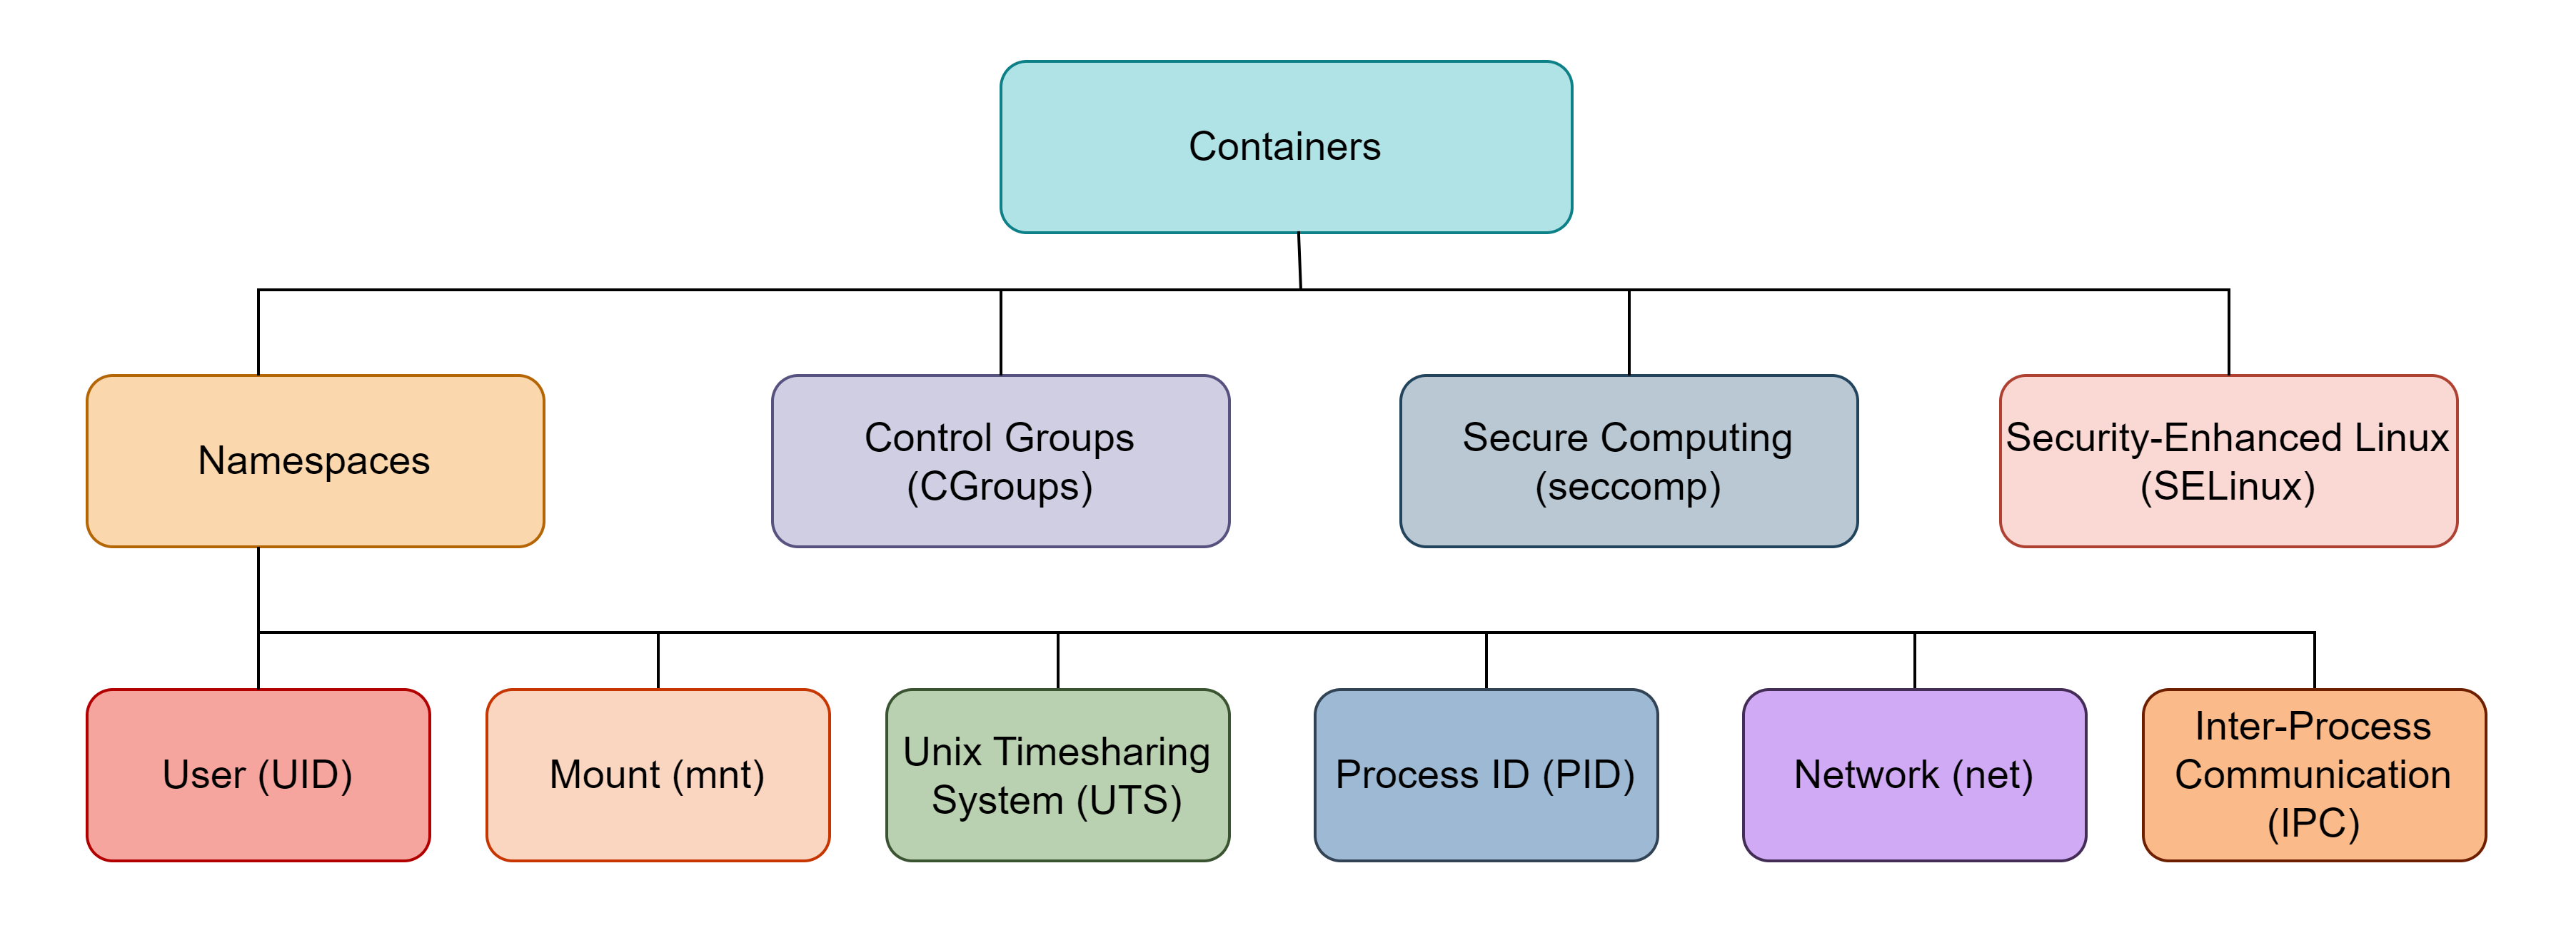 Containers
Namespaces
Control Groups
(CGroups)
Secure Computing
(seccomp)
Security-Enhanced Linux
(SELinux)
User (UID)
Mount (mnt)
Unix Timesharing
System (UTS)
Process ID (PID)
Network (net)
Inter-Process
Communication
(IPC)